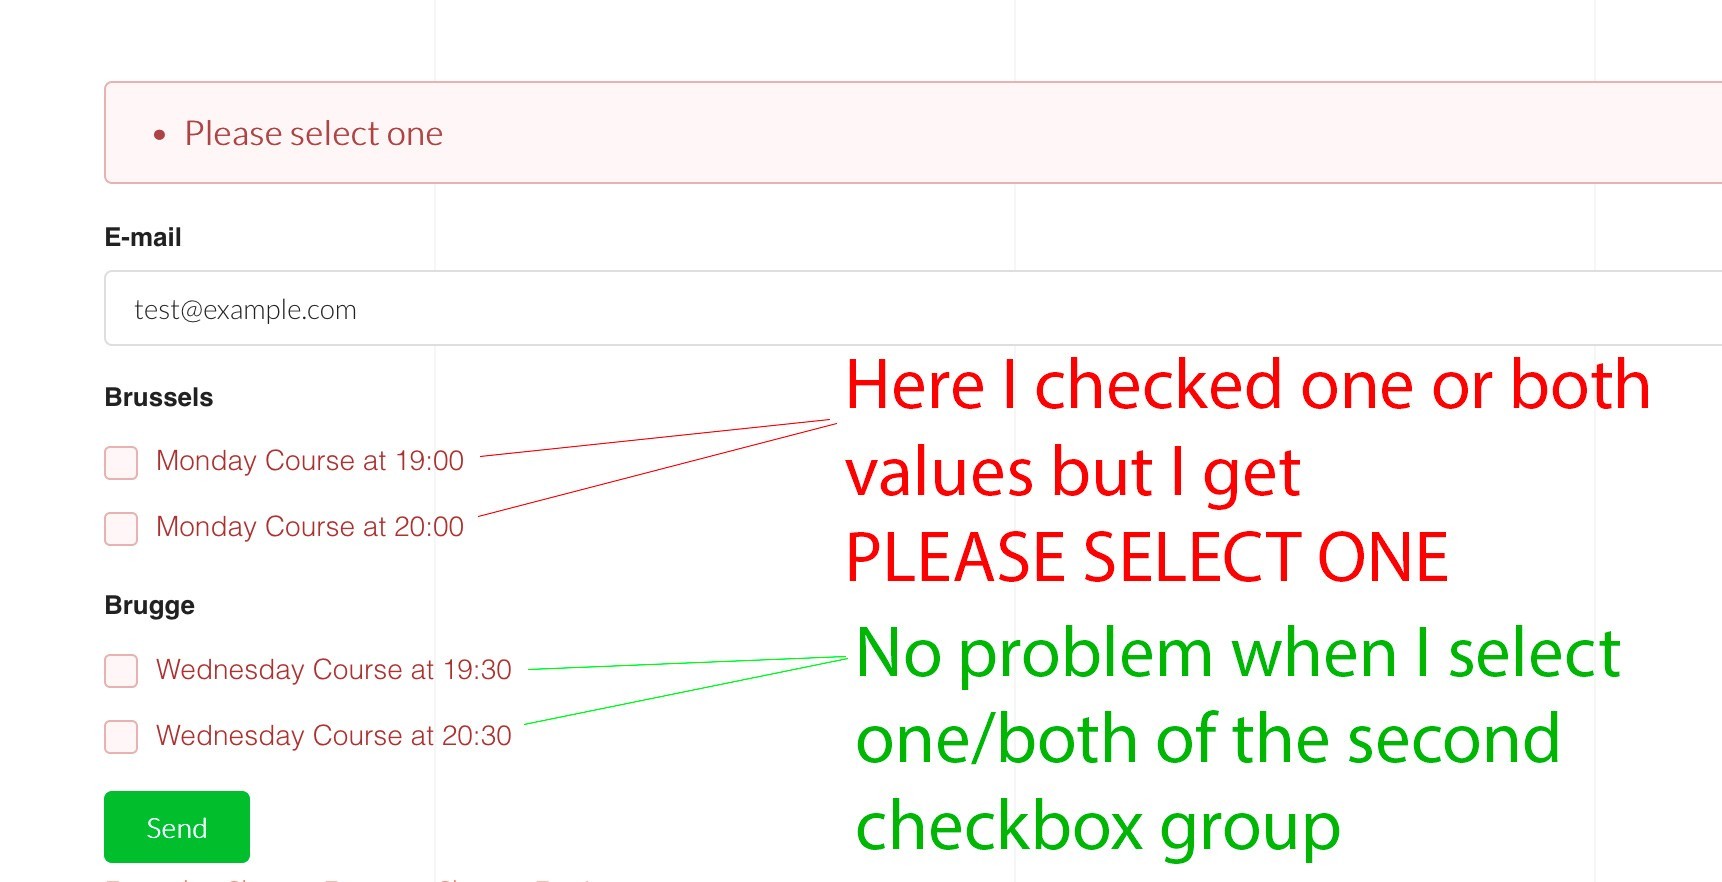 Please select one
E-mail
test@example.com
Here I checked one or both
Brussels
Monday Course at 19:00
values but I get
Monday Course at 20:00
PLEASE SELECT ONE
Brugge
No problem when I select
Wednesday Course at 19:30
one/both of the second
Wednesday Course at 20:30
Send
checkbox group